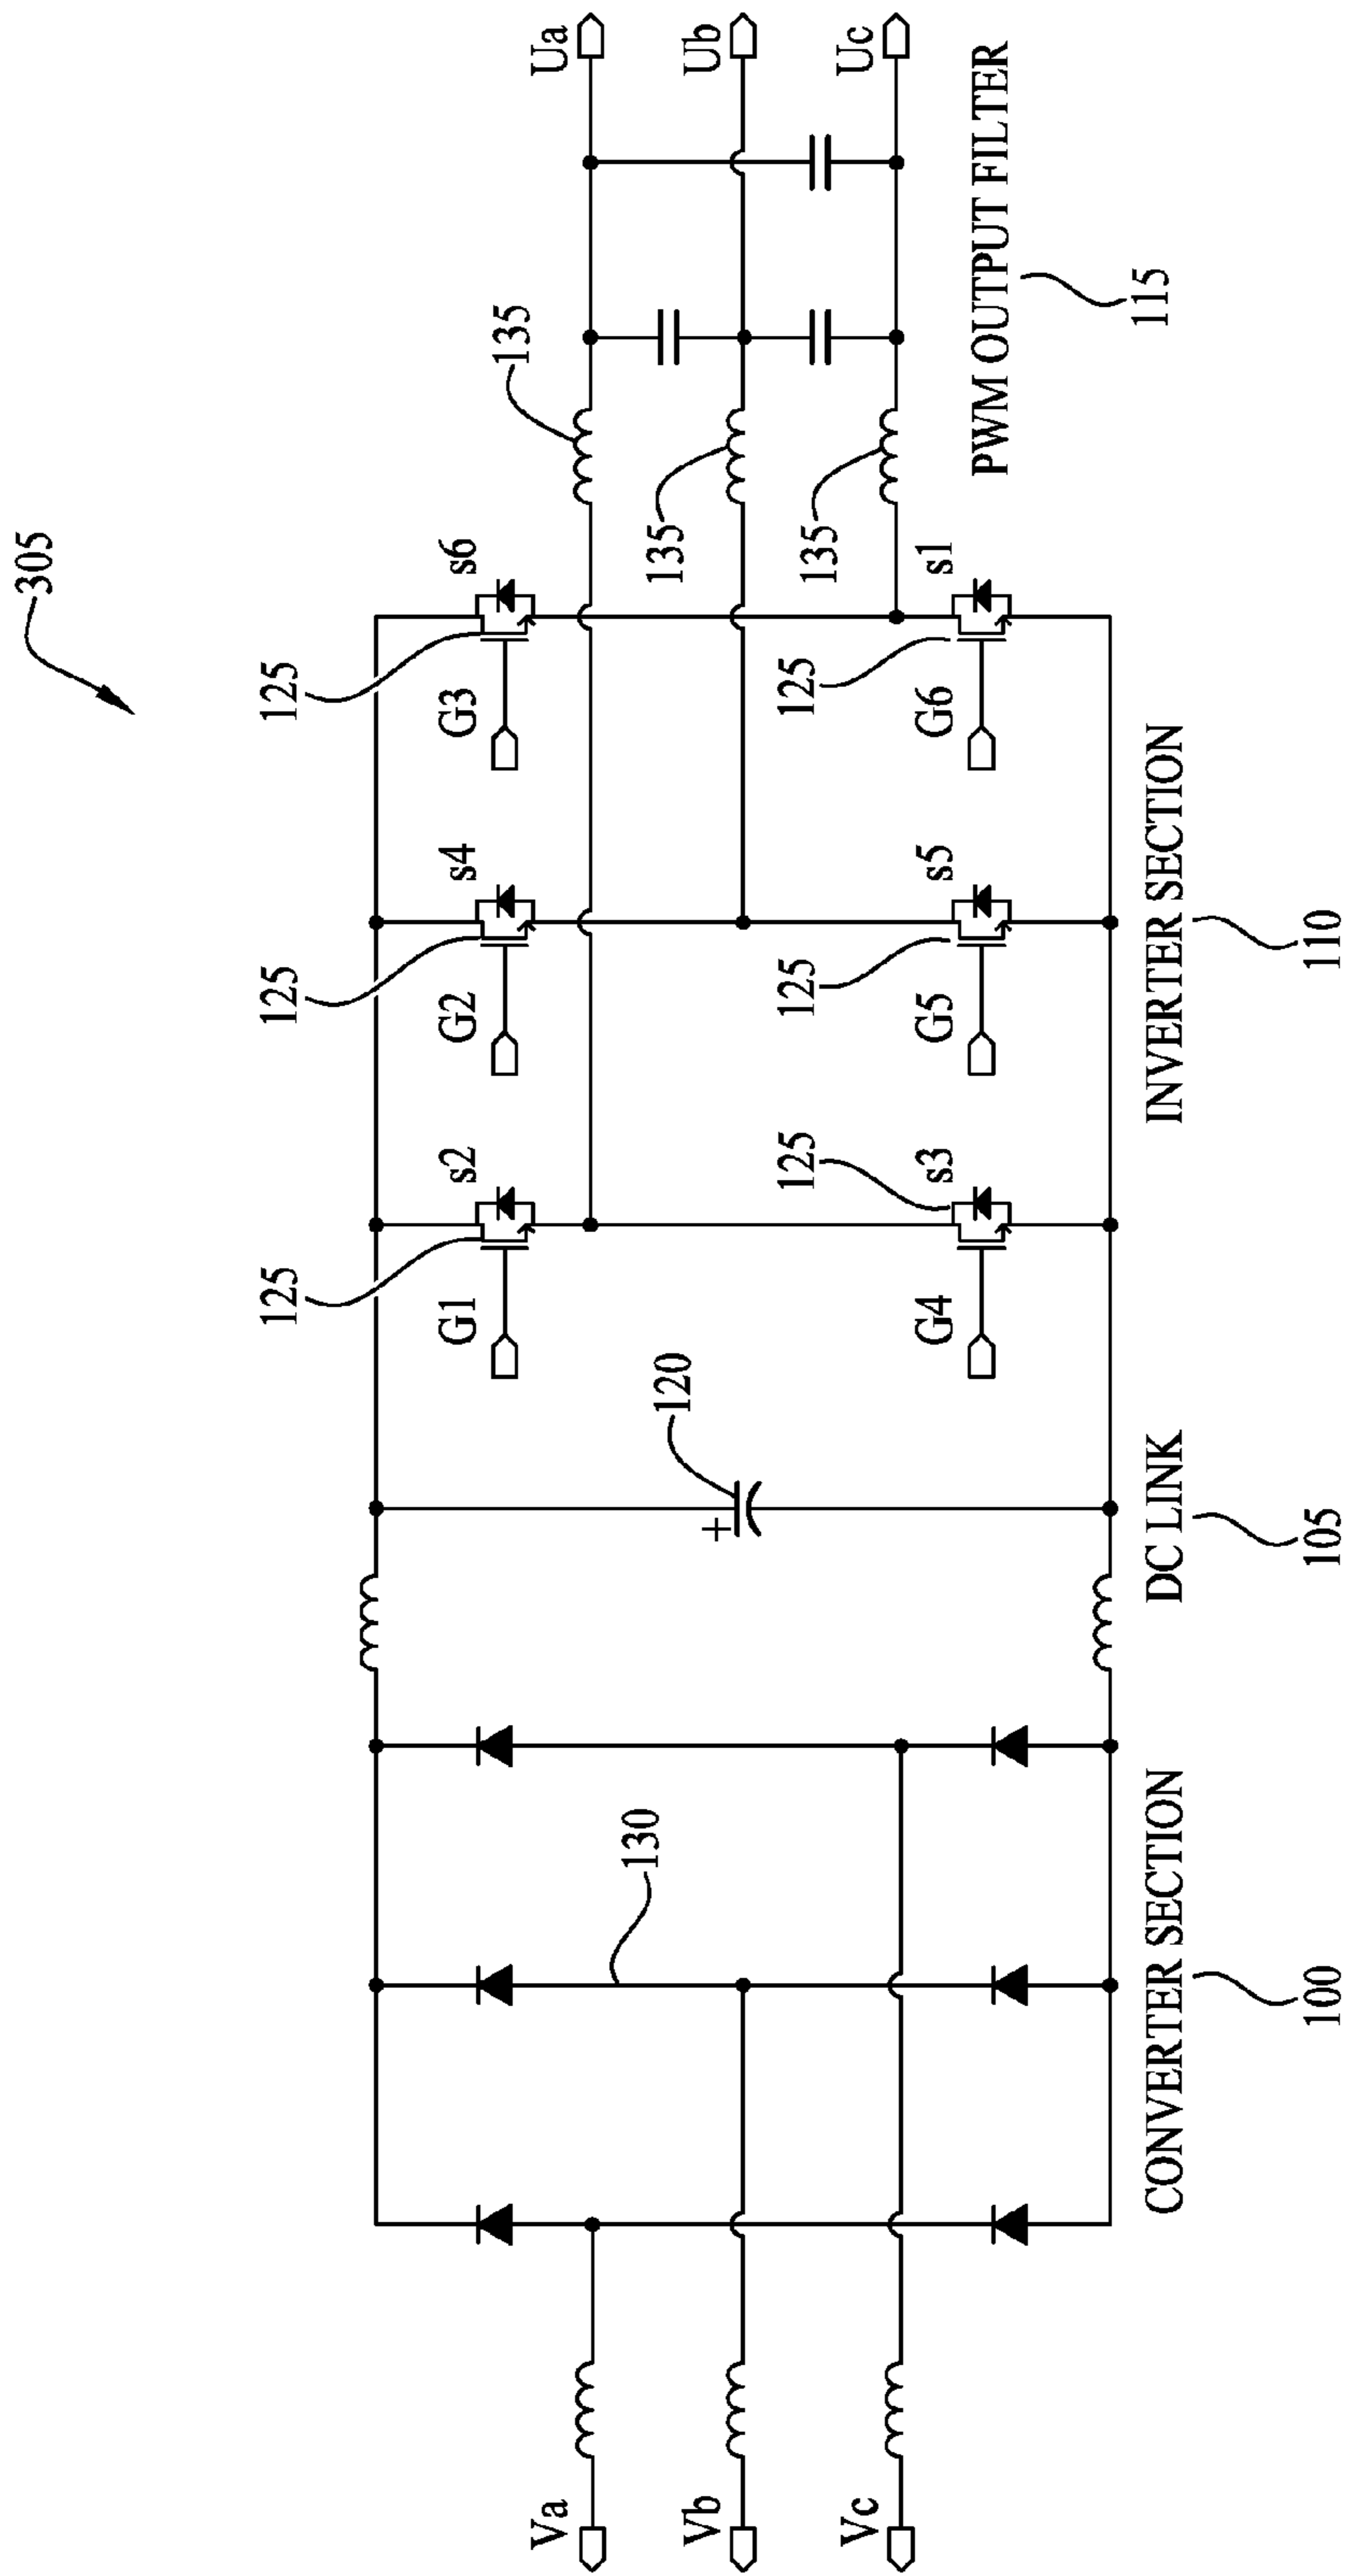 305
Va
Vb
Vc
130
120
125
G1
s2
125
G4
s3
125
G2
s4
125
G5
s5
125
G3
s6
125
G6
s1
135
135
135
Ua
Ub
Uc
CONVERTER SECTION
100
DC LINK
105
+
INVERTER SECTION
110
PWM OUTPUT FILTER
115